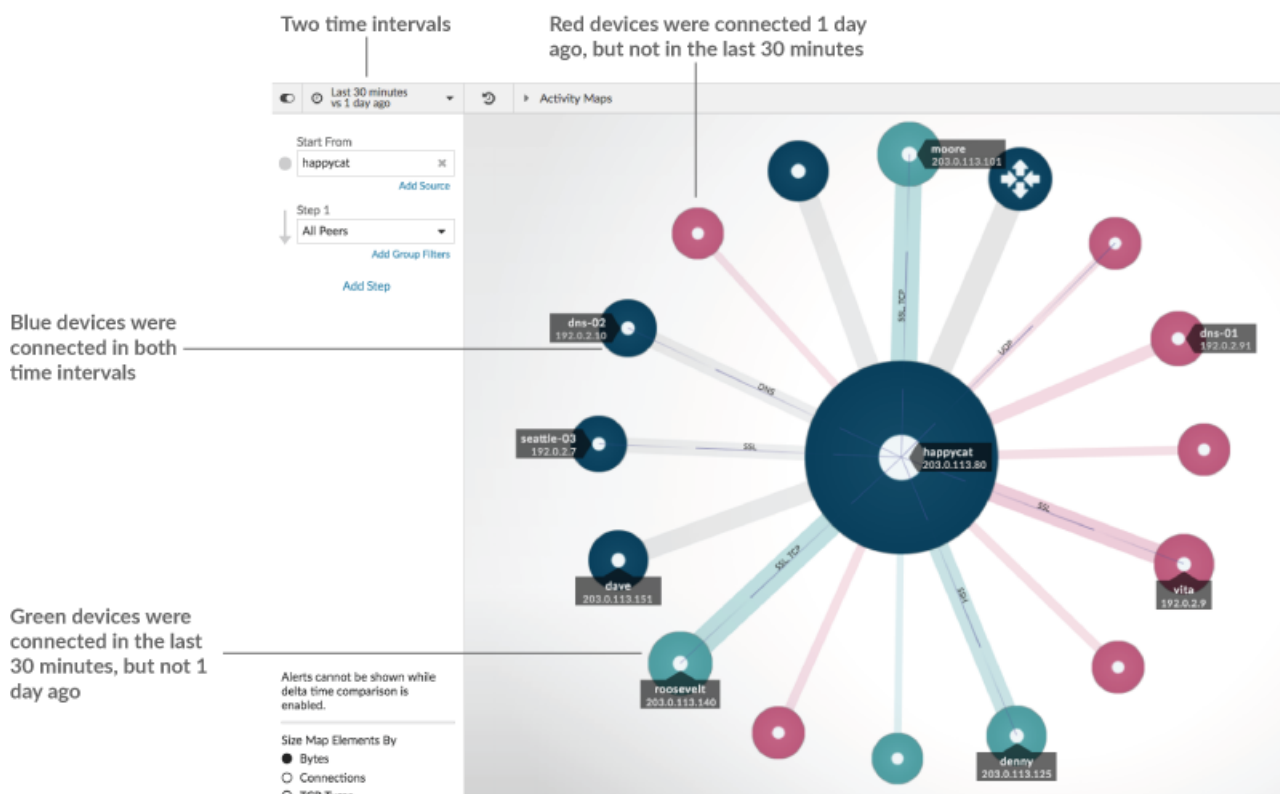 Two time intervals
Red devices were connected 1 day
ago, but not in the last 30 minutes
Last 30 minutes
vs 1 day ago
Activity Maps
Start From
happycat
Add Source
Step 1
All Peers
Add Group Filters
Add Step
Blue devices were
connected in both
time intervals
Green devices were
connected in the last
30 minutes, but not 1
day ago
Alerts cannot be shown while
delta time comparison is
enabled.
Size Map Elements By
Bytes
Connections
moore
203.0.113.101
SSL, TCP
UDP
dns-01
192.0.2.91
dns-02
192.0.2.10
DNS
seattle-03
192.0.2.7
SSL
happycat
203.0.113.80
SSL
vita
192.0.2.9
dave
203.0.113.151
SSL, TCP
SSH
roosevelt
203.0.113.140
denny
203.0.113.125